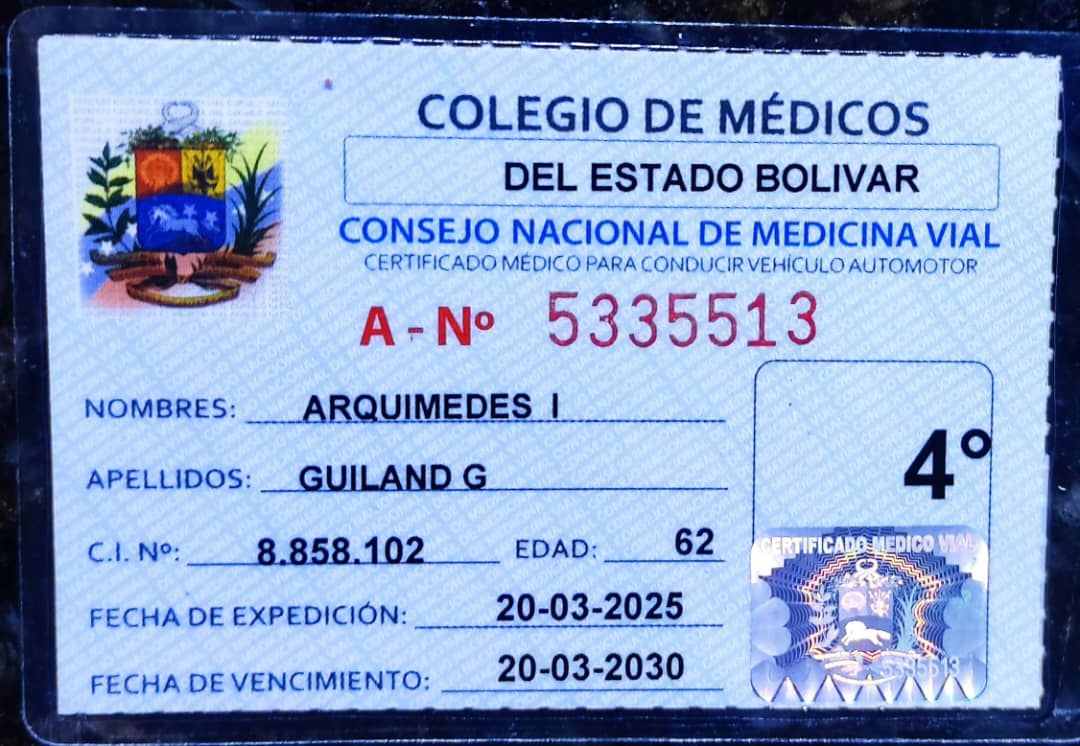 COLEGIO DE MÉDICOS
DEL ESTADO BOLIVAR
CONSEJO NACIONAL DE MEDICINA VIAL
CERTIFICADO MÉDICO PARA CONDUCIR VEHÍCULO AUTOMOTOR
A - Nº 5335513
NOMBRES: ARQUIMEDES I
APELLIDOS: GUILAND G
4º
C.I. Nº: 8.858.102 EDAD: 62
CERTIFICADO MEDICO VIAL
FECHA DE EXPEDICIÓN: 20-03-2025
FECHA DE VENCIMIENTO: 20-03-2030